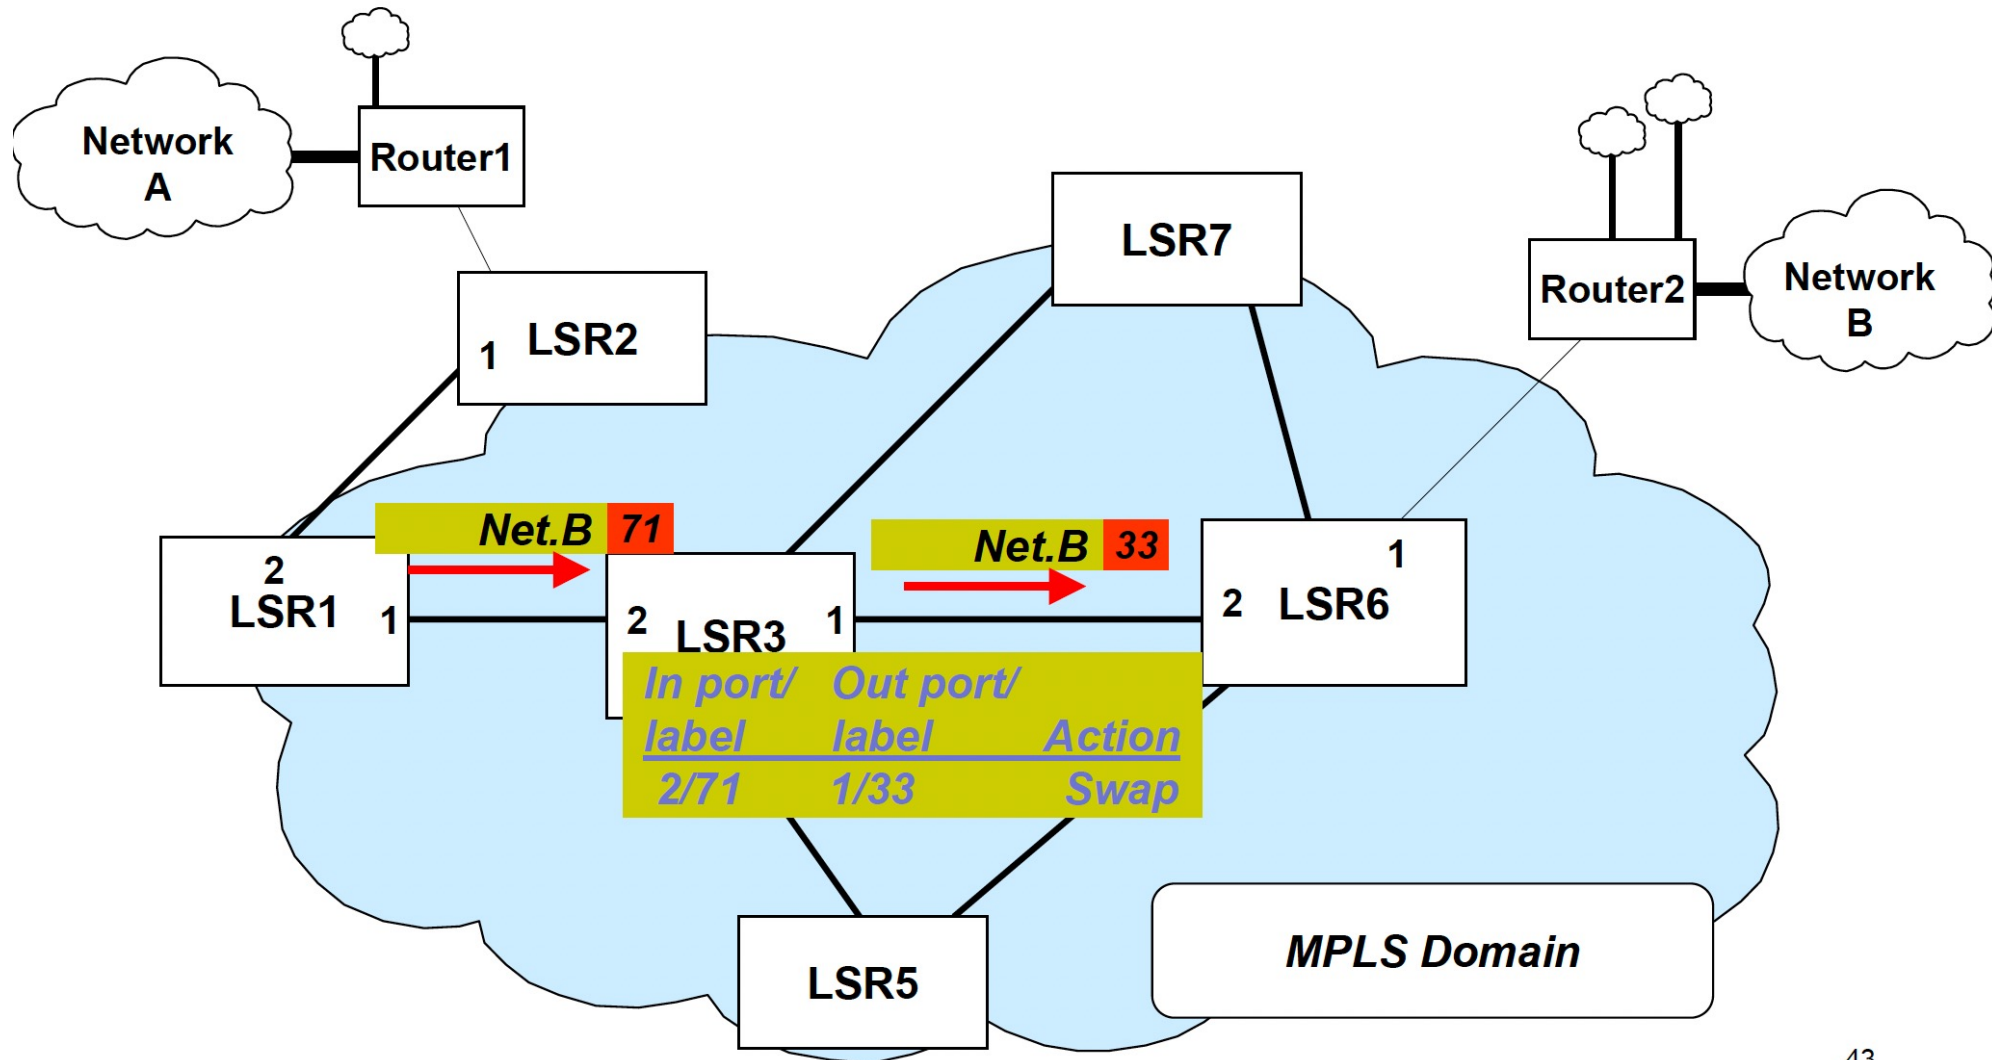 Network
A
Router1
LSR7
Router2
Network
B
LSR2
1
Net.B 71
Net.B 33
2
LSR1
1
2
LSR3
1
1
2
LSR6
In port/ Out port/
label label Action
2/71 1/33 Swap
LSR5
MPLS Domain
43